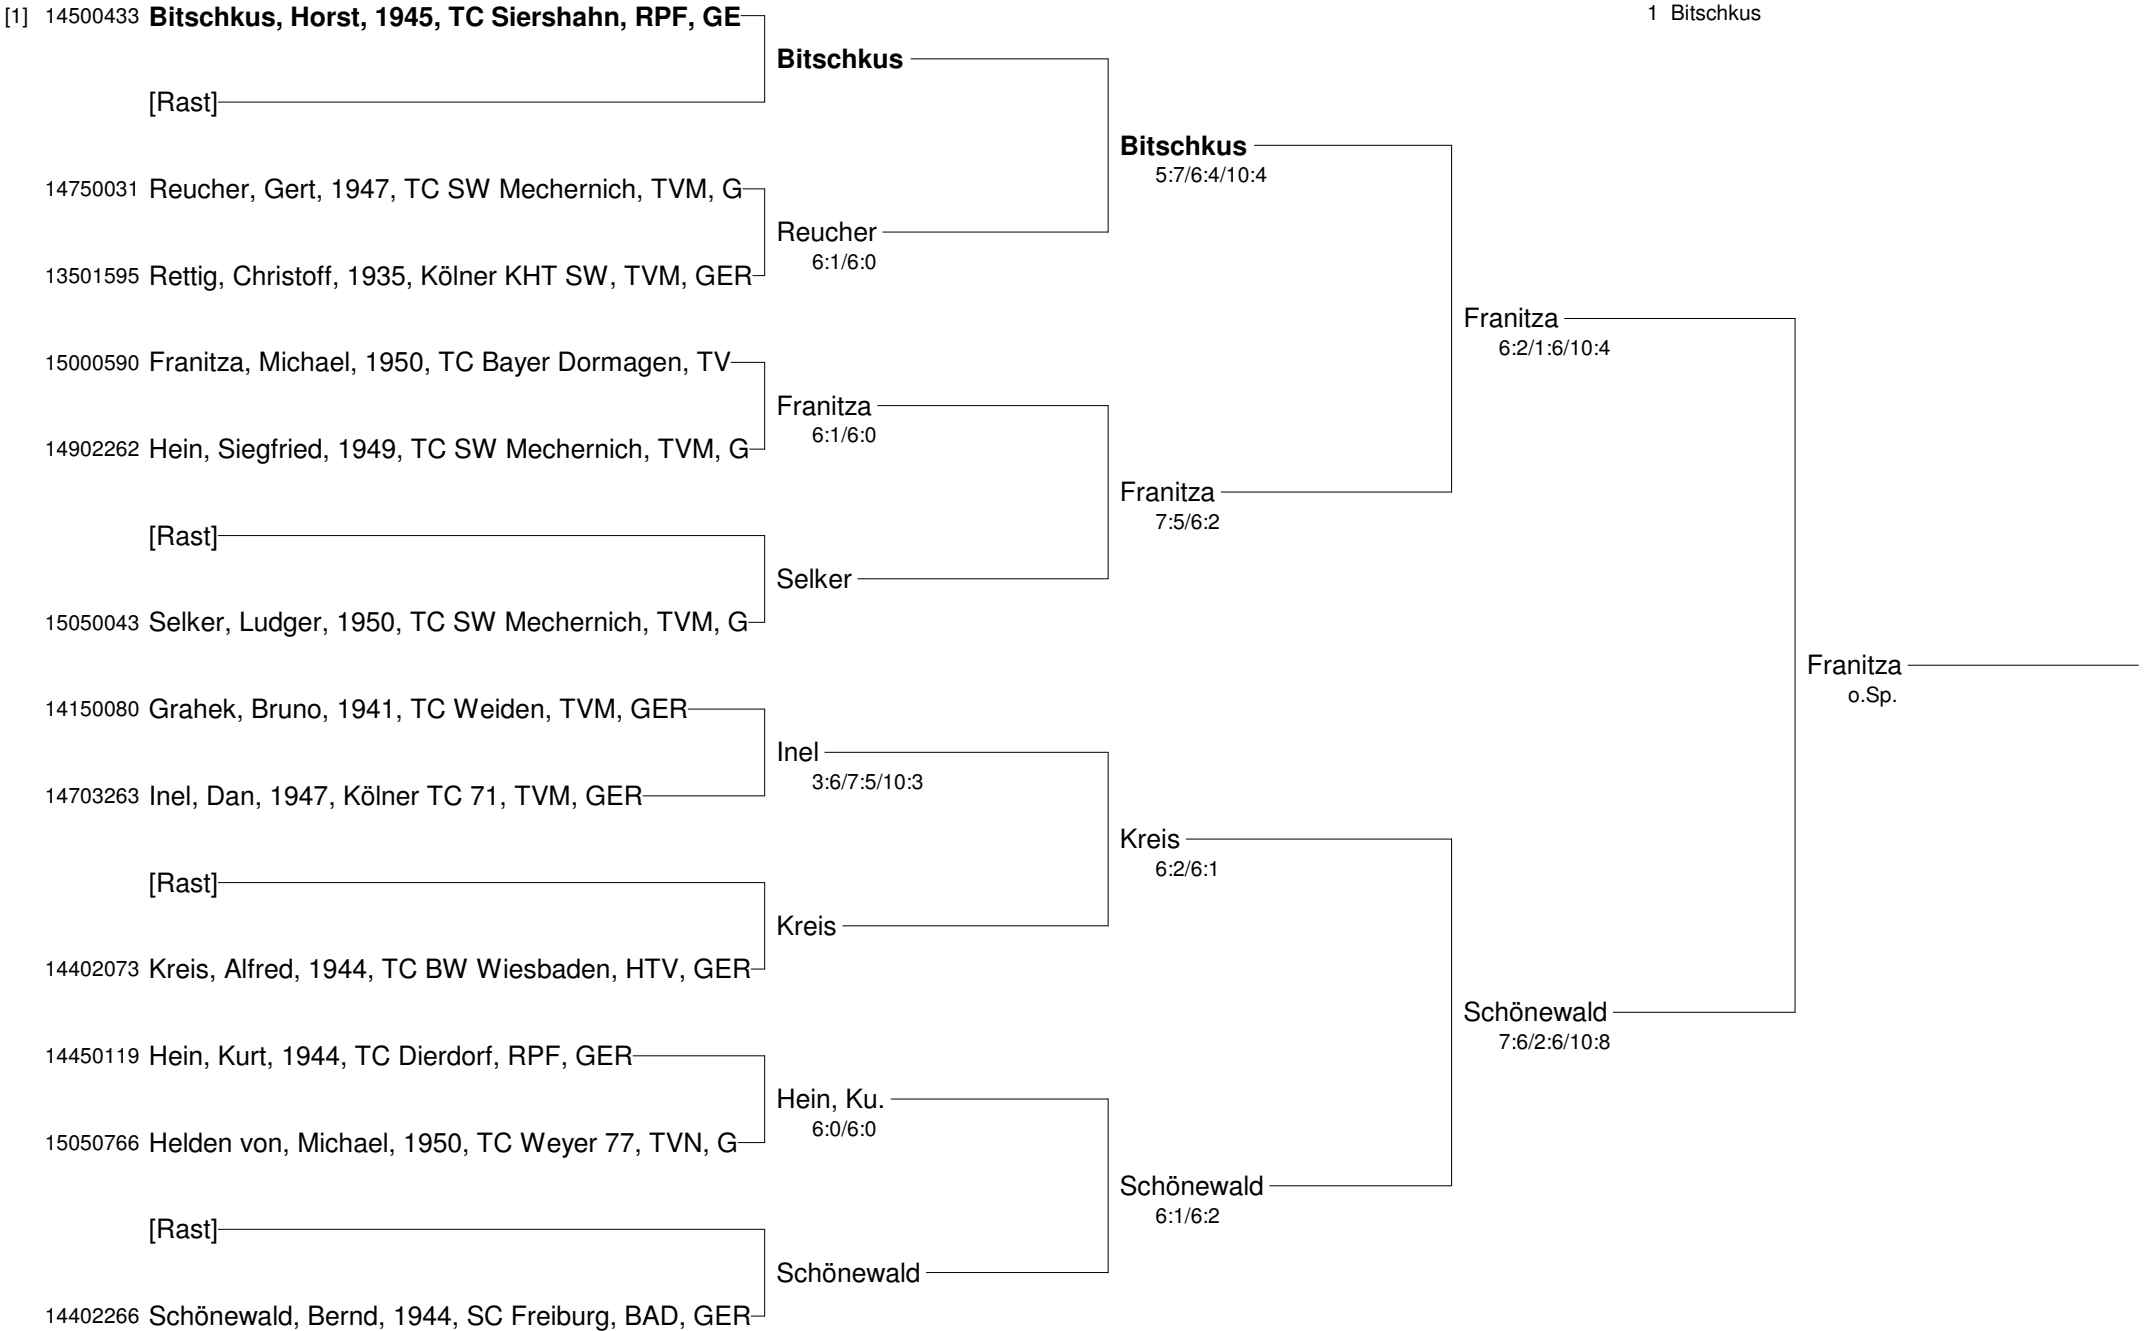 [1] 14500433 Bitschkus, Horst, 1945, TC Siershahn, RPF, GE
1 Bitschkus
Bitschkus
[Rast]
Bitschkus
5:7/6:4/10:4
14750031 Reucher, Gert, 1947, TC SW Mechernich, TVM, G
Reucher
6:1/6:0
13501595 Rettig, Christoff, 1935, Kölner KHT SW, TVM, GER
Franitza
6:2/1:6/10:4
15000590 Franitza, Michael, 1950, TC Bayer Dormagen, TV
Franitza
6:1/6:0
14902262 Hein, Siegfried, 1949, TC SW Mechernich, TVM, G
Franitza
7:5/6:2
[Rast]
Selker
15050043 Selker, Ludger, 1950, TC SW Mechernich, TVM, G
Franitza
o.Sp.
14150080 Grahek, Bruno, 1941, TC Weiden, TVM, GER
Inel
3:6/7:5/10:3
14703263 Inel, Dan, 1947, Kölner TC 71, TVM, GER
Kreis
6:2/6:1
[Rast]
Kreis
14402073 Kreis, Alfred, 1944, TC BW Wiesbaden, HTV, GER
Schönewald
7:6/2:6/10:8
14450119 Hein, Kurt, 1944, TC Dierdorf, RPF, GER
Hein, Ku.
6:0/6:0
15050766 Helden von, Michael, 1950, TC Weyer 77, TVN, G
Schönewald
6:1/6:2
[Rast]
Schönewald
14402266 Schönewald, Bernd, 1944, SC Freiburg, BAD, GER